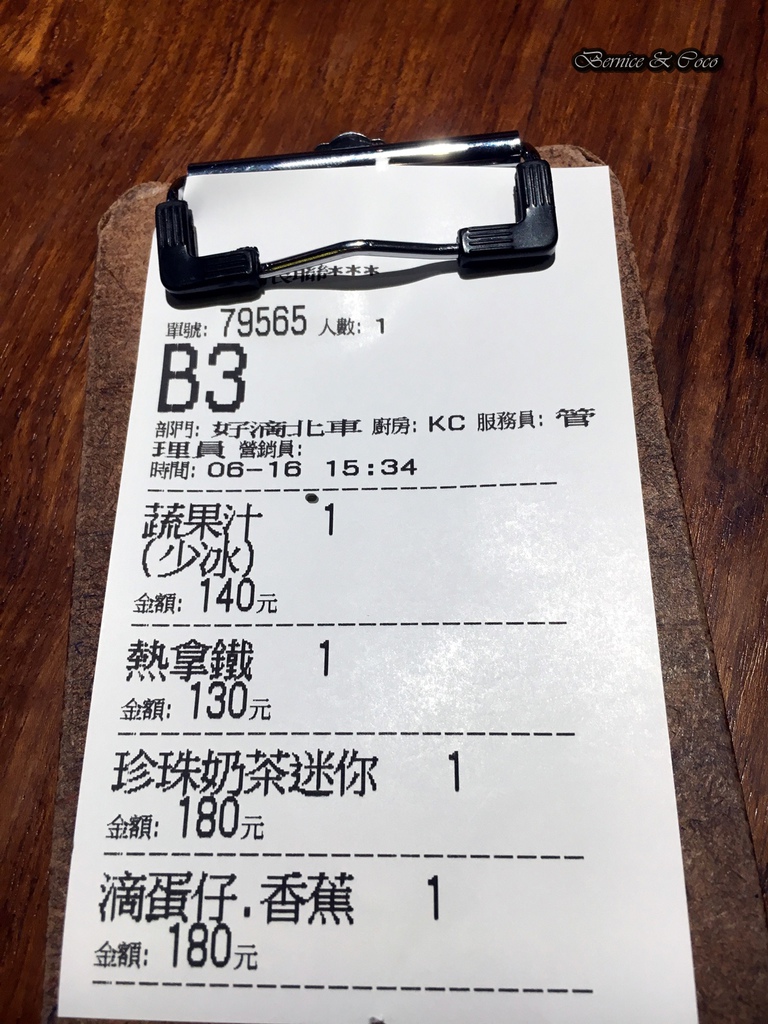 Bernice & Coco
聯***
單號: 79565 人數: 1
B3
部門: 好滴北車 廚房: KC 服務員: 管
理員 營銷員:
時間: 06-16 15:34
蔬果汁 1
(少冰)
金額: 140元
熱拿鐵 1
金額: 130元
珍珠奶茶迷你 1
金額: 180元
滴蛋仔.香蕉 1
金額: 180元